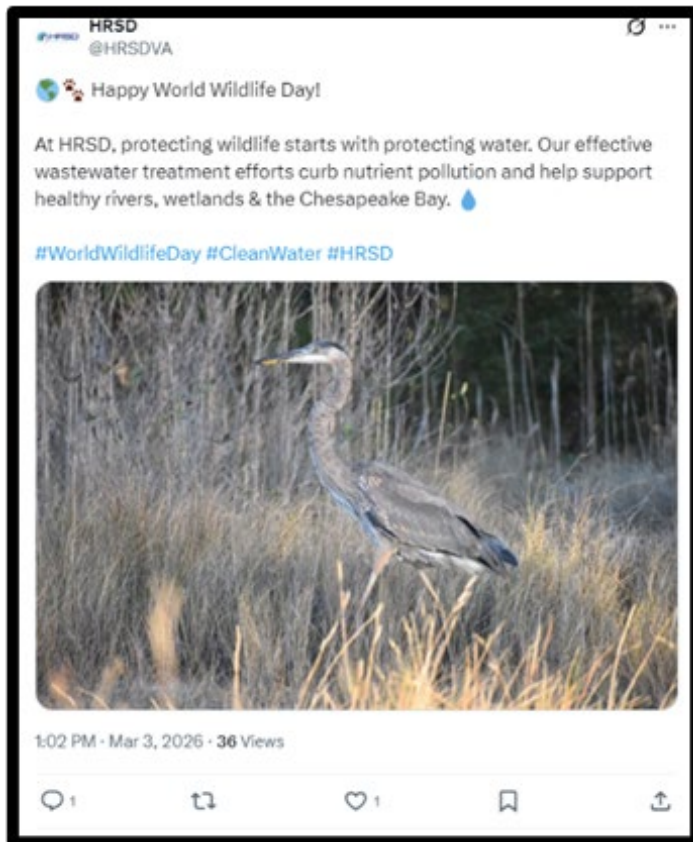 HRSD
HRSD
@HRSDVA
🌎🐾 Happy World Wildlife Day!
At HRSD, protecting wildlife starts with protecting water. Our effective
wastewater treatment efforts curb nutrient pollution and help support
healthy rivers, wetlands & the Chesapeake Bay. 💧
#WorldWildlifeDay #CleanWater #HRSD
1:02 PM · Mar 3, 2026 · 36 Views
1
1